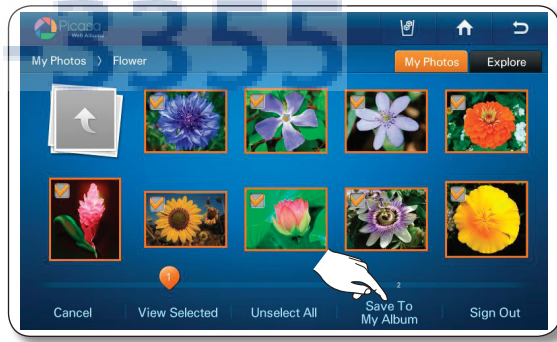 Picasa
Web Albums
-3355
My Photos > Flower
My Photos
Explore
1
2
Cancel
View Selected
Unselect All
Save To
My Album
Sign Out